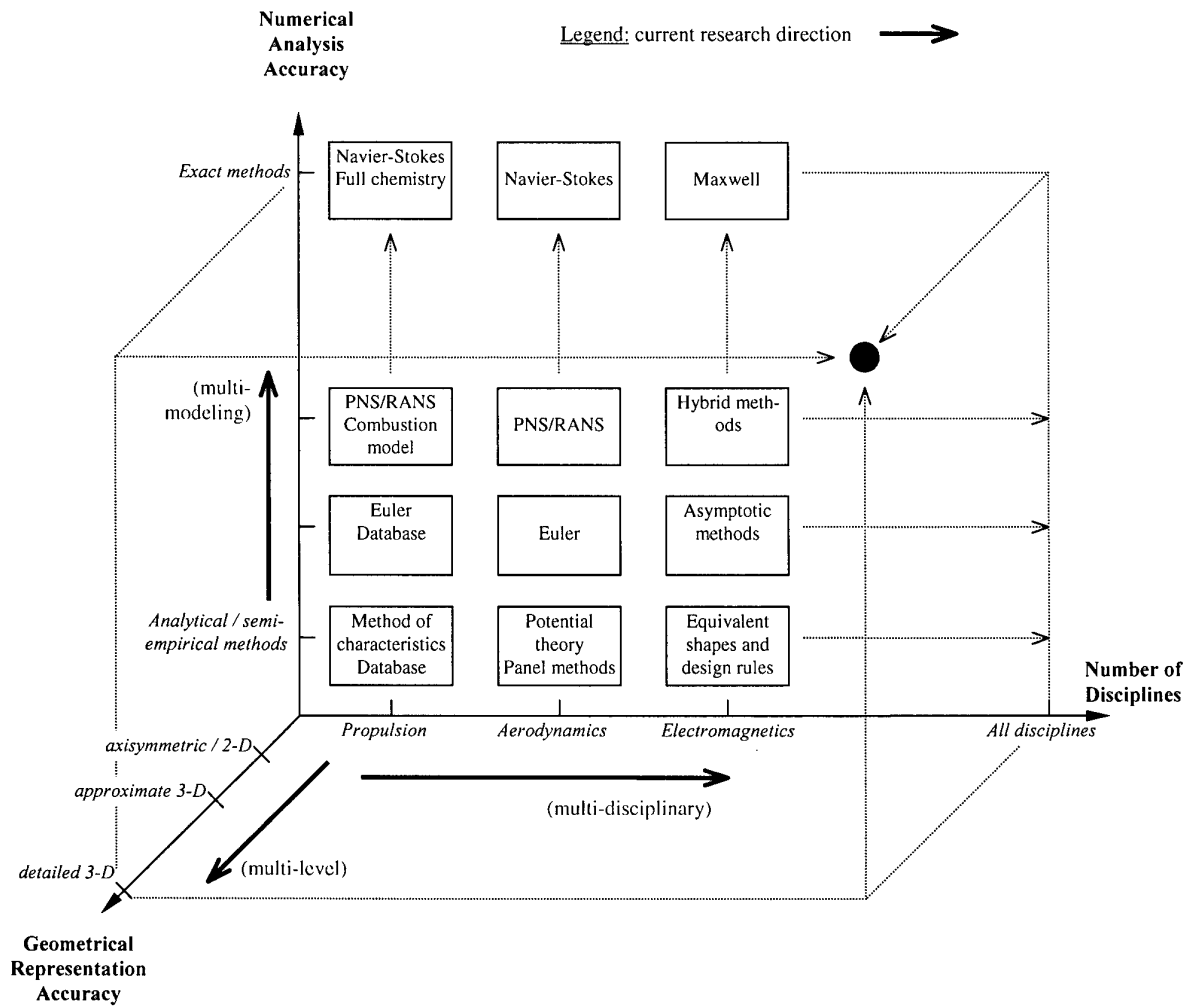 Numerical
Analysis
Accuracy
Legend: current research direction
Exact methods
Navier-Stokes
Full chemistry
Navier-Stokes
Maxwell
(multi-
modeling)
PNS/RANS
Combustion
model
PNS/RANS
Hybrid meth-
ods
Euler
Database
Euler
Asymptotic
methods
Analytical / semi-
empirical methods
Method of
characteristics
Database
Potential
theory
Panel methods
Equivalent
shapes and
design rules
Number of
Disciplines
Propulsion
Aerodynamics
Electromagnetics
All disciplines
axisymmetric / 2-D
approximate 3-D
detailed 3-D
(multi-disciplinary)
(multi-level)
Geometrical
Representation
Accuracy